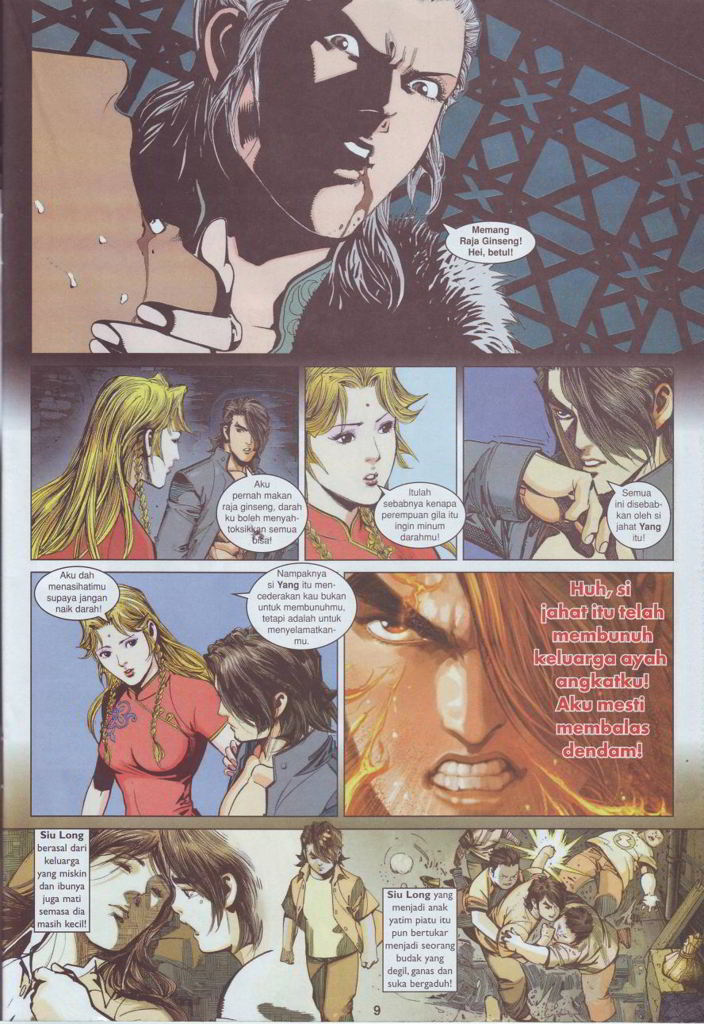 Memang
Raja Ginseng!
Hei, betul!
Aku
pernah makan
raja ginseng, darah
ku boleh menyah-
toksikkan semua
bisa!
Itulah
sebabnya kenapa
perempuan gila itu
ingin minum
darahmu!
Semua
ini disebab-
kan oleh si
jahat Yang
itu!
Aku dah
menasihatimu
supaya jangan
naik darah!
Nampaknya
si Yang itu men-
cederakan kau bukan
untuk membunuhmu,
tetapi adalah untuk
menyelamatkan-
mu.
Huh, si
jahat itu telah
membunuh
keluarga ayah
angkatku!
Aku mesti
membalas
dendam!
Siu Long
berasal dari
keluarga
yang miskin
dan ibunya
juga mati
semasa dia
masih kecil!
Siu Long yang
menjadi anak
yatim piatu itu
pun bertukar
menjadi seorang
budak yang
degil, ganas dan
suka bergaduh!
9